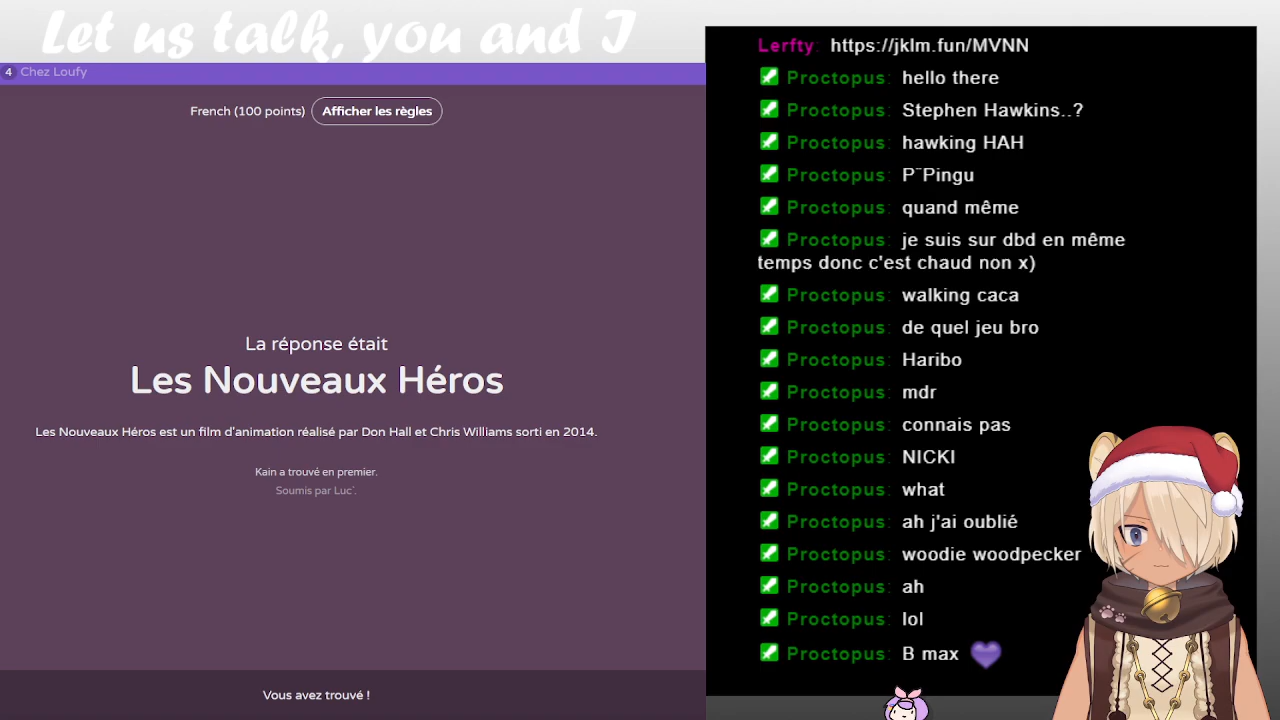 Let us talk, you and I
4 Chez Loufy
French (100 points) Afficher les règles
La réponse était
Les Nouveaux Héros
Les Nouveaux Héros est un film d'animation réalisé par Don Hall et Chris Williams sorti en 2014.
Kain a trouvé en premier.
Soumis par Luc`.
Vous avez trouvé !
Lerfty: https://jklm.fun/MVNN
Proctopus: hello there
Proctopus: Stephen Hawkins..?
Proctopus: hawking HAH
Proctopus: P¨Pingu
Proctopus: quand même
Proctopus: je suis sur dbd en même
temps donc c'est chaud non x)
Proctopus: walking caca
Proctopus: de quel jeu bro
Proctopus: Haribo
Proctopus: mdr
Proctopus: connais pas
Proctopus: NICKI
Proctopus: what
Proctopus: ah j'ai oublié
Proctopus: woodie woodpecker
Proctopus: ah
Proctopus: lol
Proctopus: B max